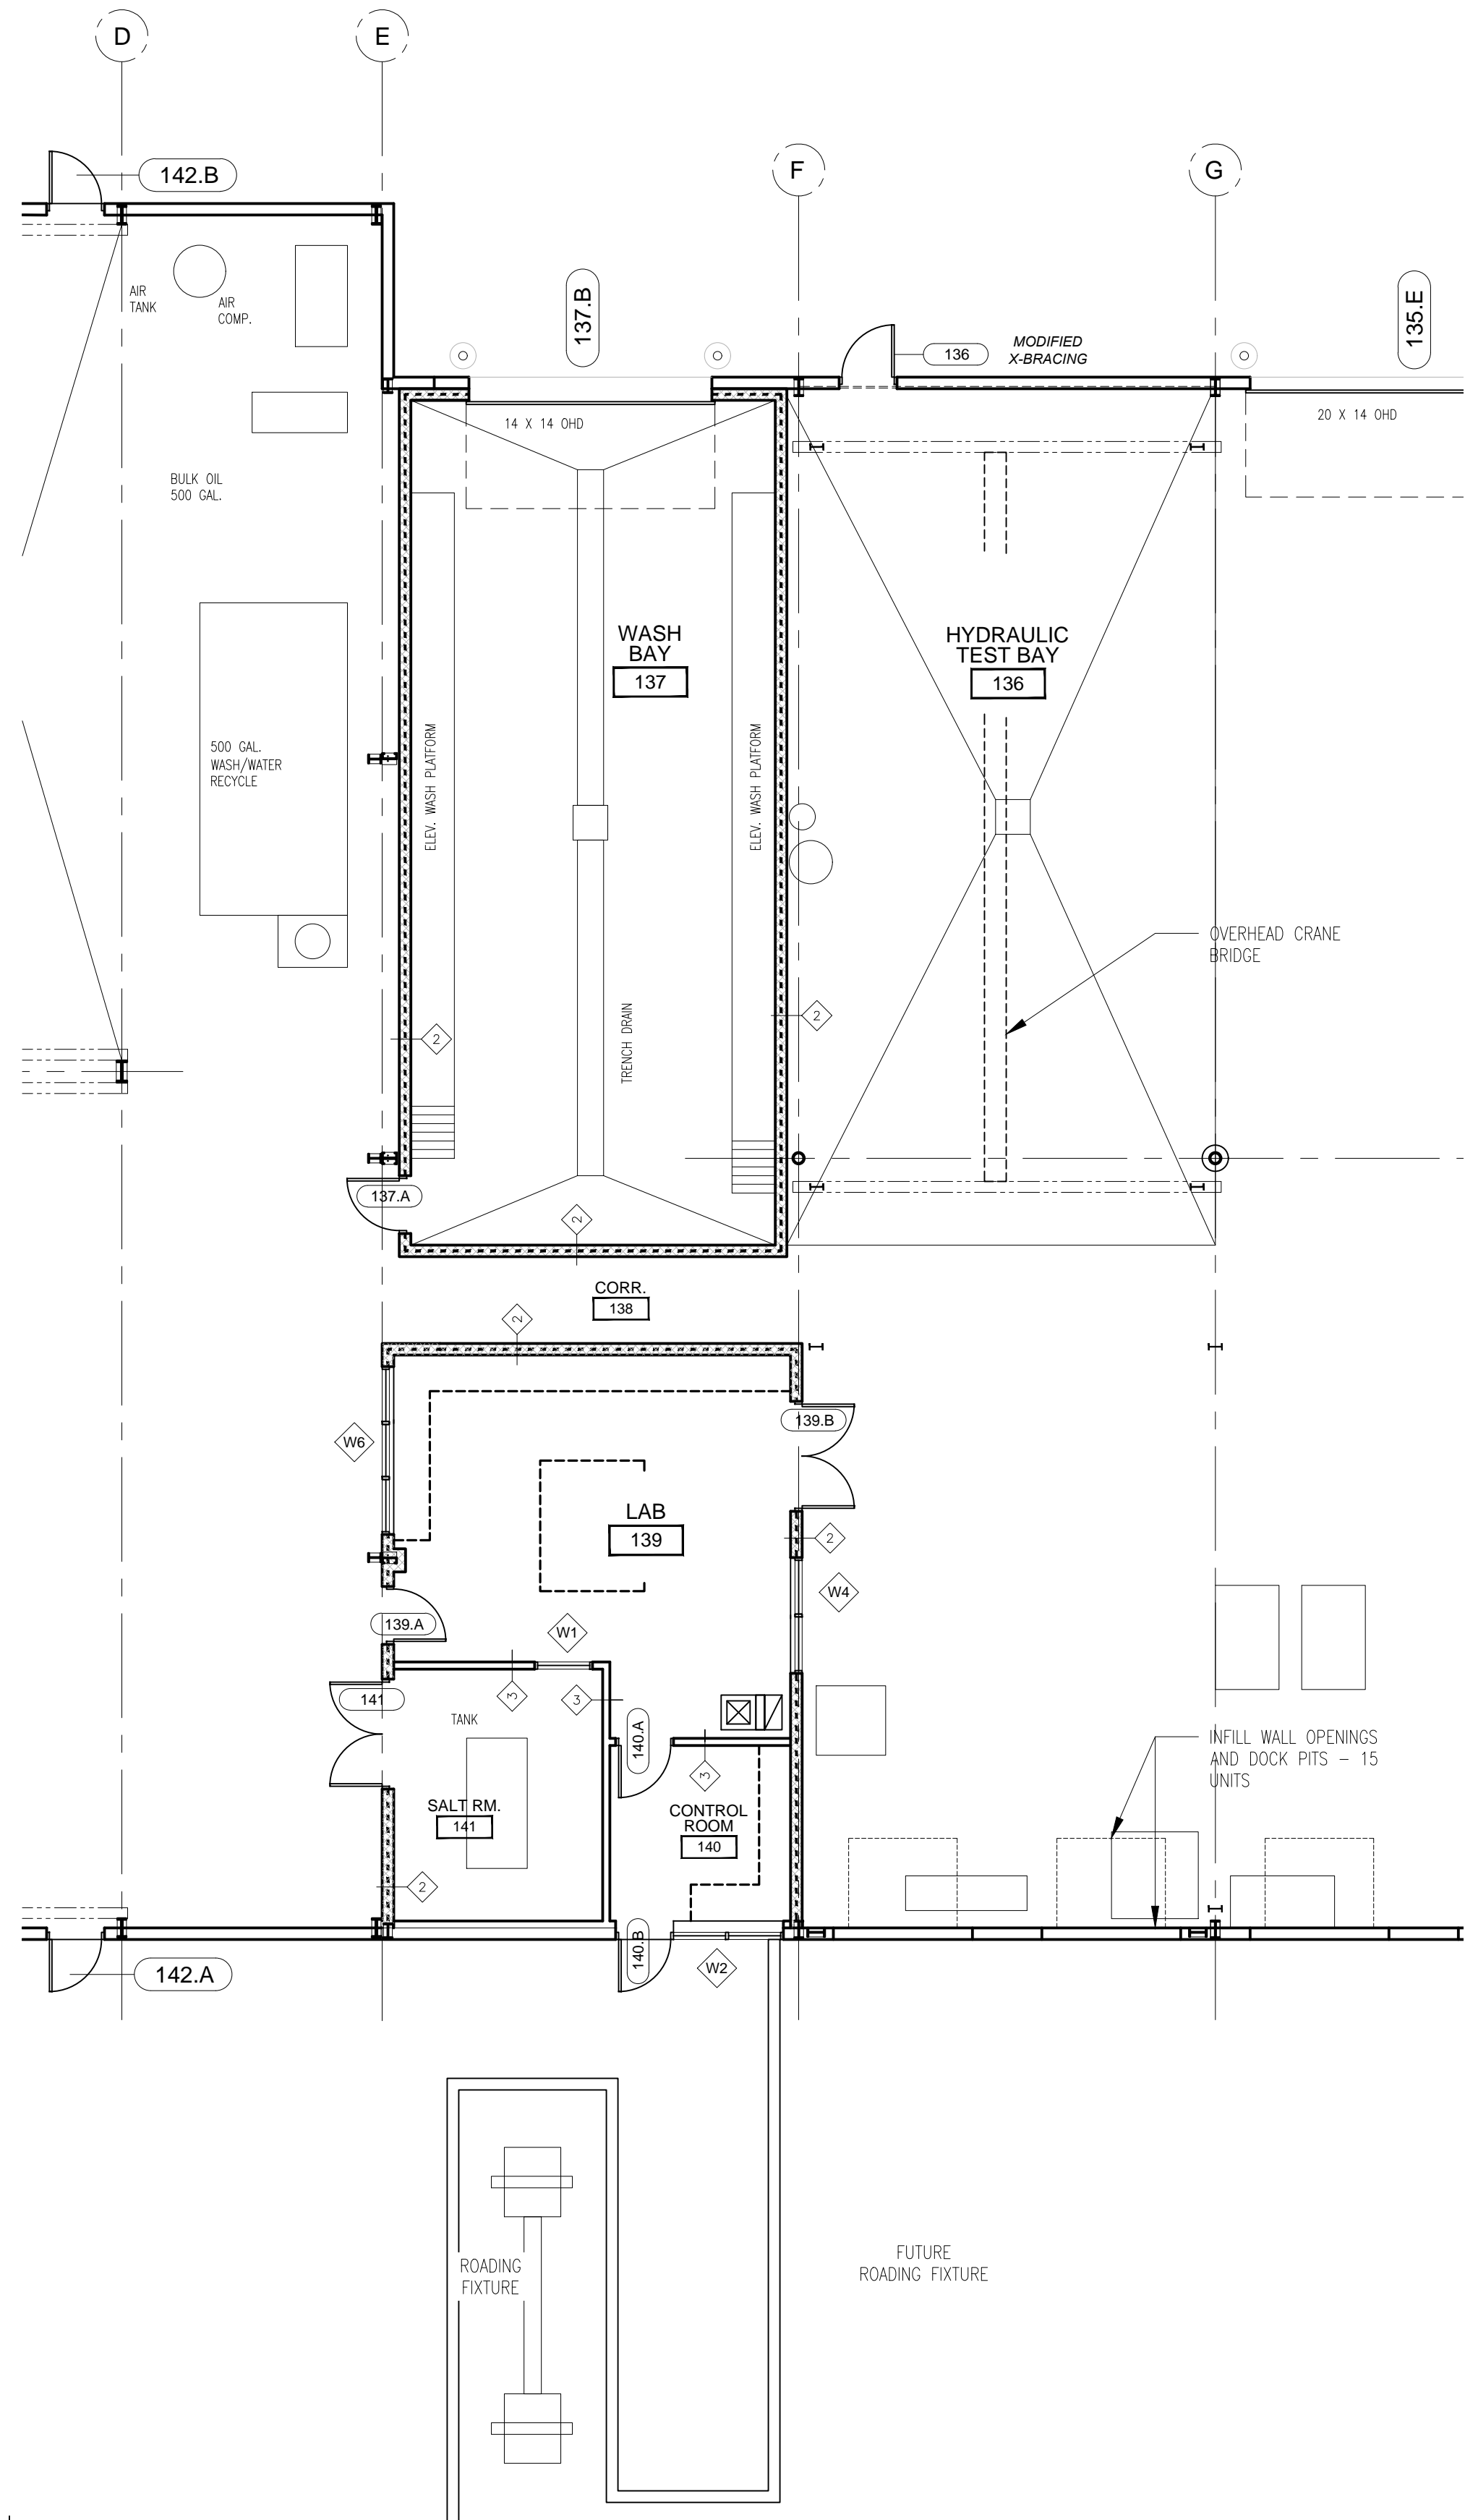 D
E
142.B
F
G
AIR
TANK
AIR
COMP.
137.B
136
MODIFIED
X-BRACING
135.E
14 X 14 OHD
20 X 14 OHD
BULK OIL
500 GAL.
WASH
BAY
137
HYDRAULIC
TEST BAY
136
500 GAL.
WASH/WATER
RECYCLE
ELEV. WASH PLATFORM
ELEV. WASH PLATFORM
OVERHEAD CRANE
BRIDGE
2
2
TRENCH DRAIN
137.A
2
CORR.
138
2
139.B
W6
LAB
139
2
W4
139.A
W1
141
3
3
TANK
140.A
INFILL WALL OPENINGS
AND DOCK PITS - 15
UNITS
3
SALT RM.
141
CONTROL
ROOM
140
2
140.B
142.A
W2
ROADING
FIXTURE
FUTURE
ROADING FIXTURE